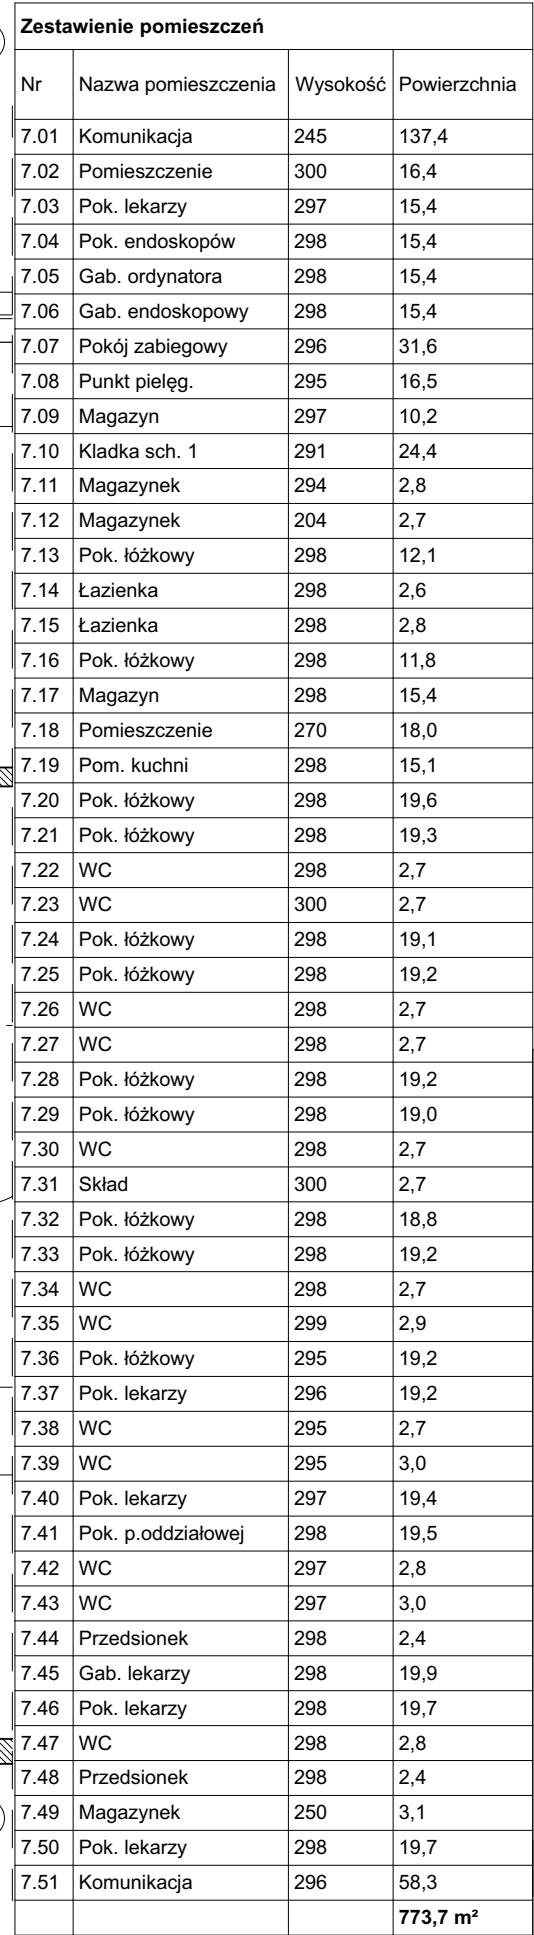 Zestawienie pomieszczeń
Nr Nazwa pomieszczenia Wysokość Powierzchnia
7.01 Komunikacja 245 137,4
7.02 Pomieszczenie 300 16,4
7.03 Pok. lekarzy 297 15,4
7.04 Pok. endoskopów 298 15,4
7.05 Gab. ordynatora 298 15,4
7.06 Gab. endoskopowy 298 15,4
7.07 Pokój zabiegowy 296 31,6
7.08 Punkt pielęg. 295 16,5
7.09 Magazyn 297 10,2
7.10 Kladka sch. 1 291 24,4
7.11 Magazynek 294 2,8
7.12 Magazynek 204 2,7
7.13 Pok. łóżkowy 298 12,1
7.14 Łazienka 298 2,6
7.15 Łazienka 298 2,8
7.16 Pok. łóżkowy 298 11,8
7.17 Magazyn 298 15,4
7.18 Pomieszczenie 270 18,0
7.19 Pom. kuchni 298 15,1
7.20 Pok. łóżkowy 298 19,6
7.21 Pok. łóżkowy 298 19,3
7.22 WC 298 2,7
7.23 WC 300 2,7
7.24 Pok. łóżkowy 298 19,1
7.25 Pok. łóżkowy 298 19,2
7.26 WC 298 2,7
7.27 WC 298 2,7
7.28 Pok. łóżkowy 298 19,2
7.29 Pok. łóżkowy 298 19,0
7.30 WC 298 2,7
7.31 Skład 300 2,7
7.32 Pok. łóżkowy 298 18,8
7.33 Pok. łóżkowy 298 19,2
7.34 WC 298 2,7
7.35 WC 299 2,9
7.36 Pok. łóżkowy 295 19,2
7.37 Pok. lekarzy 296 19,2
7.38 WC 295 2,7
7.39 WC 295 3,0
7.40 Pok. lekarzy 297 19,4
7.41 Pok. p.oddziałowej 298 19,5
7.42 WC 297 2,8
7.43 WC 297 3,0
7.44 Przedsionek 298 2,4
7.45 Gab. lekarzy 298 19,9
7.46 Pok. lekarzy 298 19,7
7.47 WC 298 2,8
7.48 Przedsionek 298 2,4
7.49 Magazynek 250 3,1
7.50 Pok. lekarzy 298 19,7
7.51 Komunikacja 296 58,3
773,7 m²